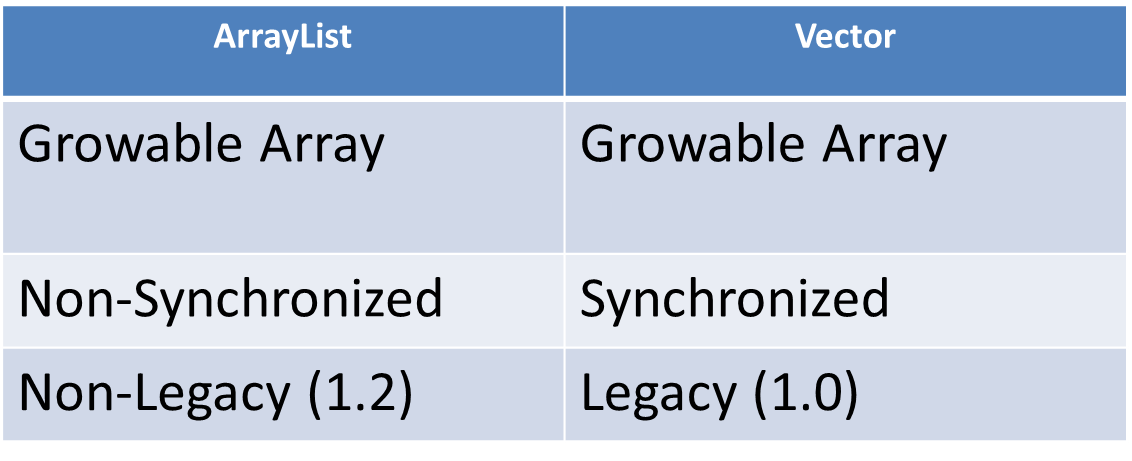 ArrayList Vector
Growable Array Growable Array
Non-Synchronized Synchronized
Non-Legacy (1.2) Legacy (1.0)